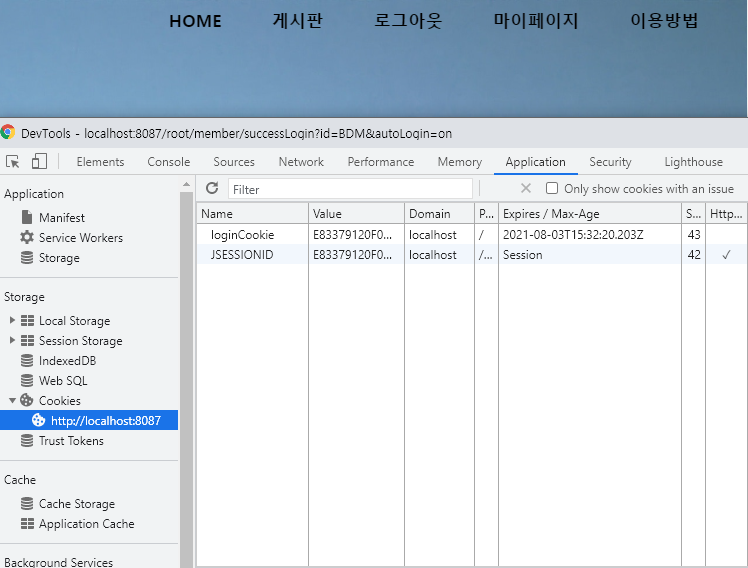 HOME 게시판 로그아웃 마이페이지 이용방법
DevTools - localhost:8087/root/member/successLogin?id=BDM&autoLogin=on
Elements Console Sources Network Performance Memory Application Security Lighthouse
Application
Manifest
Service Workers
Storage
Storage
Local Storage
Session Storage
IndexedDB
Web SQL
Cookies
http://localhost:8087
Trust Tokens
Cache
Cache Storage
Application Cache
Background Services
Filter Only show cookies with an issue
Name Value Domain P... Expires / Max-Age S... Http...
loginCookie E83379120F0... localhost / 2021-08-03T15:32:20.203Z 43
JSESSIONID E83379120F0... localhost /... Session 42 ✓